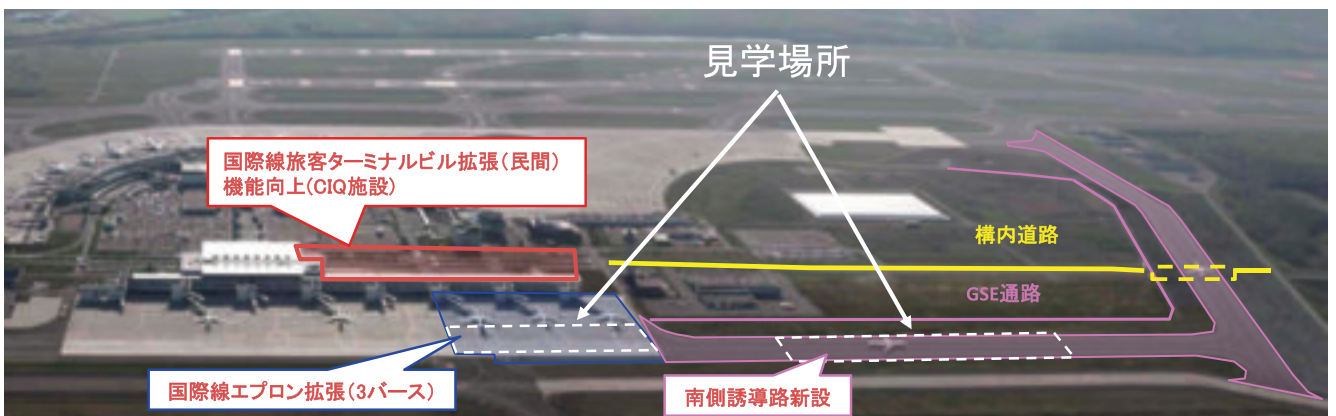 見学場所
国際線旅客ターミナルビル拡張(民間)
機能向上(CIQ施設)
構内道路
GSE通路
国際線エプロン拡張(3バース)
南側誘導路新設